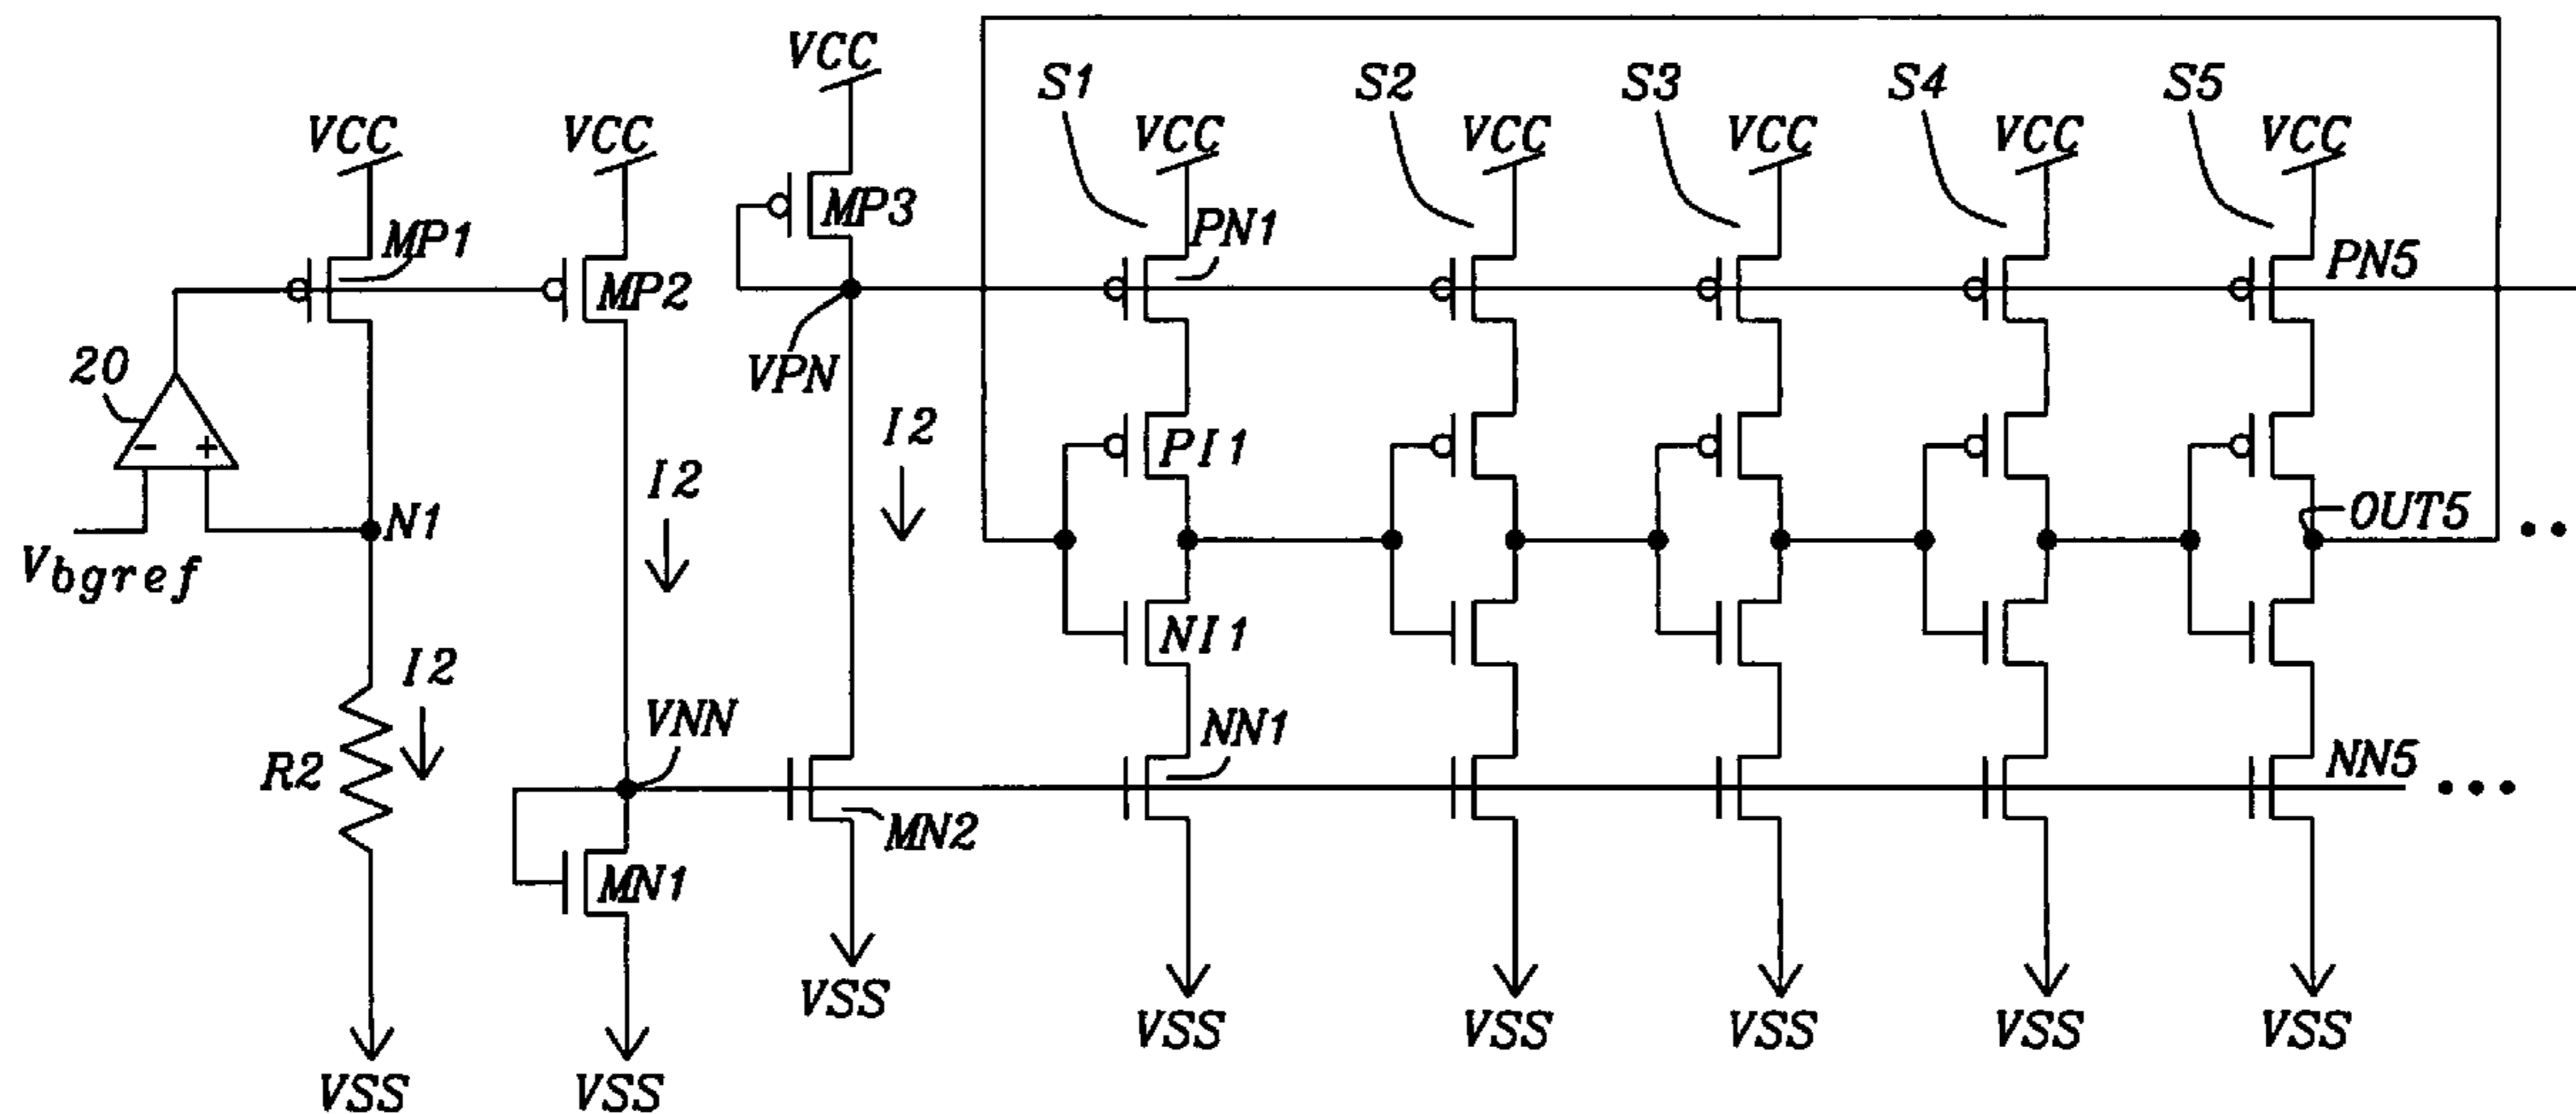 VCC
S1 S2 S3 S4 S5
VCC VCC VCC VCC VCC VCC VCC
MP3
MP1 PN1 PN5
MP2
20 VPN
- +
I2 PI1
I2
N1 OUT5 ••
Vbgref
NI1
I2
VNN NN1
R2 NN5 •••
MN2
MN1
VSS
VSS VSS VSS VSS VSS
VSS VSS